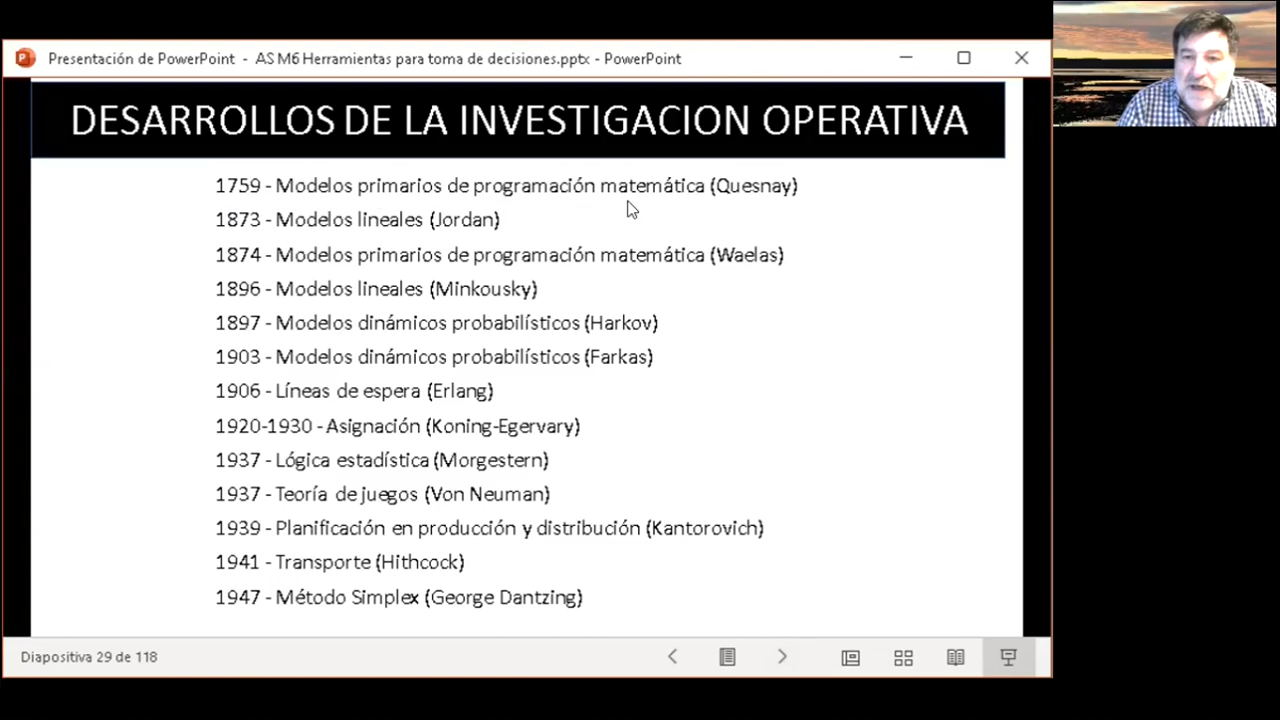 Presentación de PowerPoint - AS M6 Herramientas para toma de decisiones.pptx - PowerPoint
DESARROLLOS DE LA INVESTIGACION OPERATIVA
1759 - Modelos primarios de programación matemática (Quesnay)
1873 - Modelos lineales (Jordan)
1874 - Modelos primarios de programación matemática (Waelas)
1896 - Modelos lineales (Minkousky)
1897 - Modelos dinámicos probabilísticos (Harkov)
1903 - Modelos dinámicos probabilísticos (Farkas)
1906 - Líneas de espera (Erlang)
1920-1930 - Asignación (Koning-Egervary)
1937 - Lógica estadística (Morgestern)
1937 - Teoría de juegos (Von Neuman)
1939 - Planificación en producción y distribución (Kantorovich)
1941 - Transporte (Hithcock)
1947 - Método Simplex (George Dantzing)
Diapositiva 29 de 118